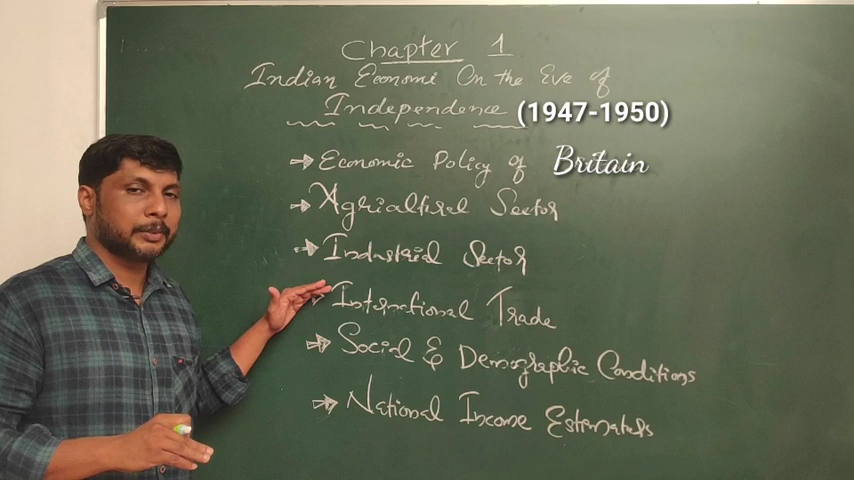 Chapter 1
Indian Economi On the Eve of
Independence (1947-1950)
Economic Policy of Britain
Agrialtirel Sector
Industrial Sector
International Trade
Social & Demographic Conditions
National Income Estimates